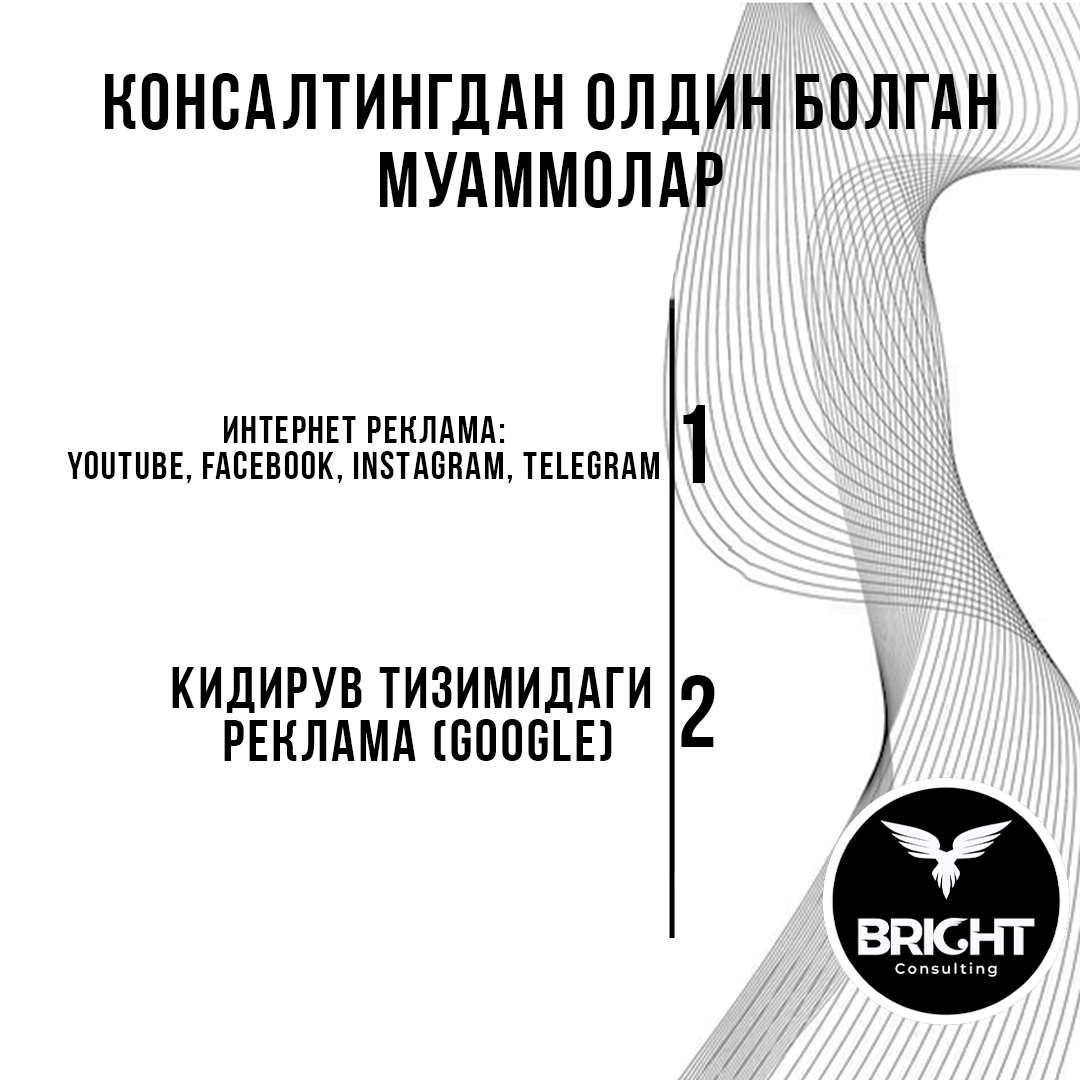 КОНСАЛТИНГДАН ОЛДИН БОЛГАН
МУАММОЛАР
ИНТЕРНЕТ РЕКЛАМА:
YOUTUBE, FACEBOOK, INSTAGRAM, TELEGRAM
1
КИДИРУВ ТИЗИМИДАГИ
РЕКЛАМА (GOOGLE)
2
BRIGHT
Consulting